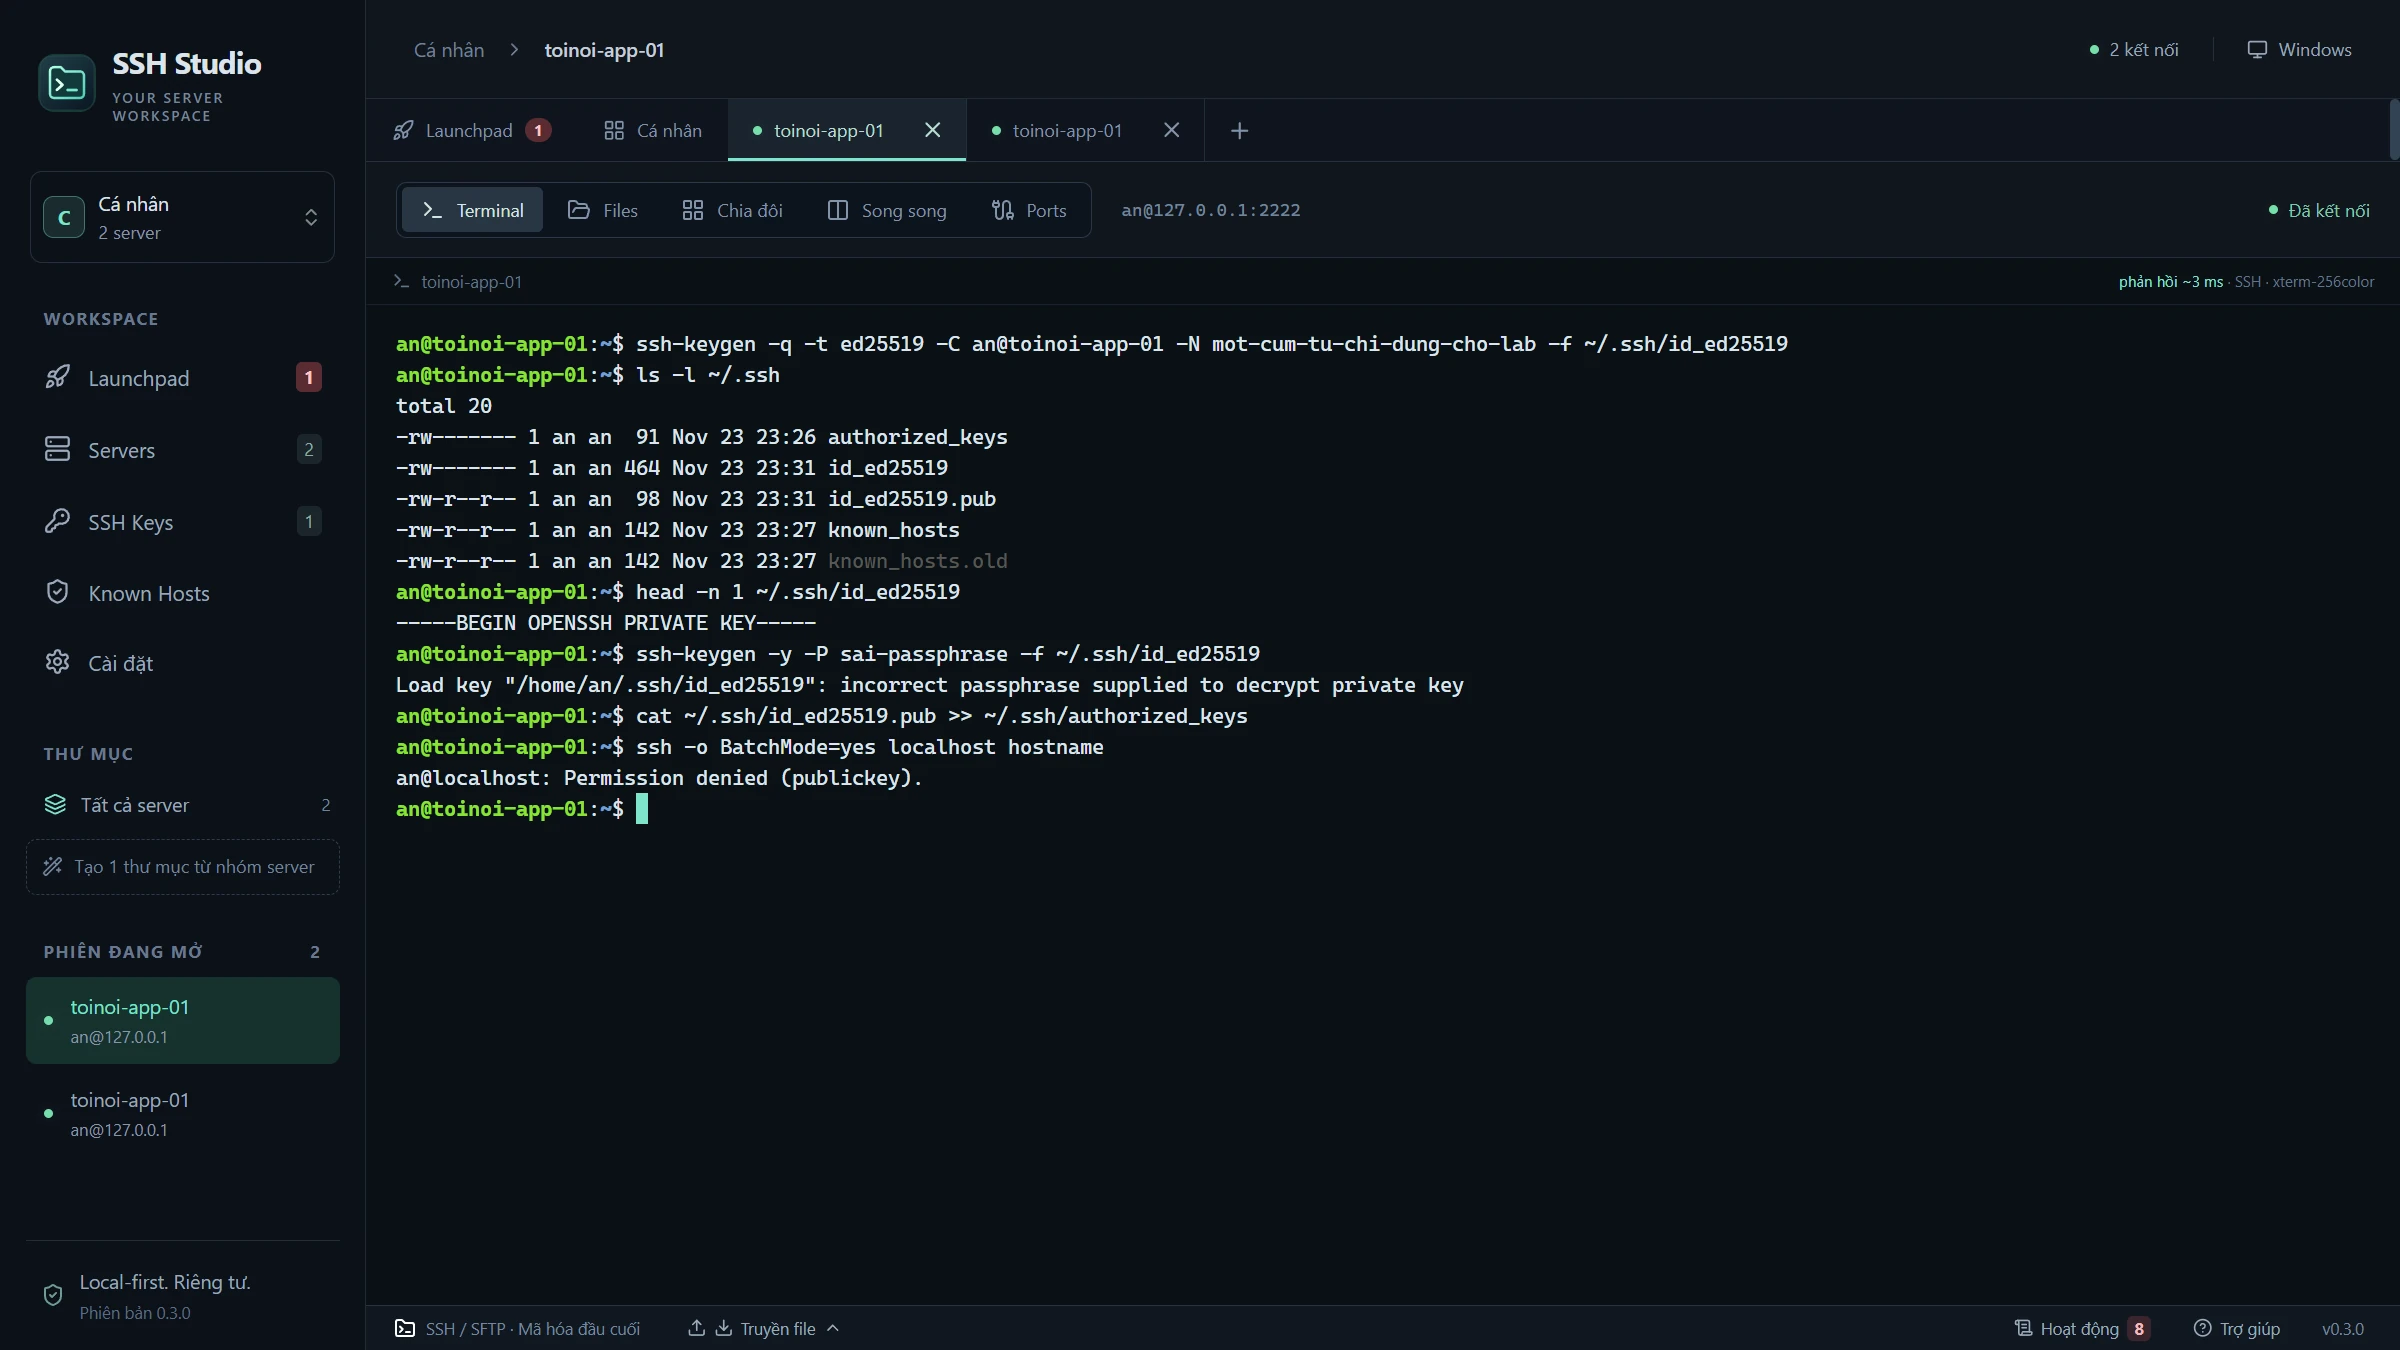 SSH Studio
YOUR SERVER
WORKSPACE
C
Cá nhân
2 server
WORKSPACE
Launchpad 1
Servers 2
SSH Keys 1
Known Hosts
Cài đặt
THƯ MỤC
Tất cả server 2
Tạo 1 thư mục từ nhóm server
PHIÊN ĐANG MỞ 2
toinoi-app-01
an@127.0.0.1
toinoi-app-01
an@127.0.0.1
Local-first. Riêng tư.
Phiên bản 0.3.0
Cá nhân > toinoi-app-01
2 kết nối
Windows
Launchpad 1
Cá nhân
toinoi-app-01
toinoi-app-01
Terminal
Files
Chia đôi
Song song
Ports
an@127.0.0.1:2222
Đã kết nối
toinoi-app-01
phản hồi ~3 ms · SSH · xterm-256color
an@toinoi-app-01:~$ ssh-keygen -q -t ed25519 -C an@toinoi-app-01 -N mot-cum-tu-chi-dung-cho-lab -f ~/.ssh/id_ed25519
an@toinoi-app-01:~$ ls -l ~/.ssh
total 20
-rw------- 1 an an  91 Nov 23 23:26 authorized_keys
-rw------- 1 an an 464 Nov 23 23:31 id_ed25519
-rw-r--r-- 1 an an  98 Nov 23 23:31 id_ed25519.pub
-rw-r--r-- 1 an an 142 Nov 23 23:27 known_hosts
-rw-r--r-- 1 an an 142 Nov 23 23:27 known_hosts.old
an@toinoi-app-01:~$ head -n 1 ~/.ssh/id_ed25519
-----BEGIN OPENSSH PRIVATE KEY-----
an@toinoi-app-01:~$ ssh-keygen -y -P sai-passphrase -f ~/.ssh/id_ed25519
Load key "/home/an/.ssh/id_ed25519": incorrect passphrase supplied to decrypt private key
an@toinoi-app-01:~$ cat ~/.ssh/id_ed25519.pub >> ~/.ssh/authorized_keys
an@toinoi-app-01:~$ ssh -o BatchMode=yes localhost hostname
an@localhost: Permission denied (publickey).
an@toinoi-app-01:~$
SSH / SFTP · Mã hóa đầu cuối
Truyền file
Hoạt động 8
Trợ giúp
v0.3.0